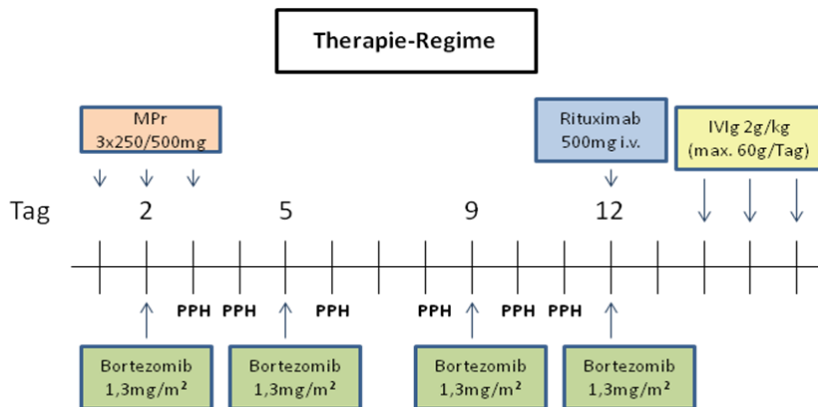 Therapie-Regime
MPr
3x250/500mg
Rituximab
500mg i.v.
IVIg 2g/kg
(max. 60g/Tag)
Tag 2 5 9 12
PPH PPH PPH PPH PPH PPH
Bortezomib
1,3mg/m²
Bortezomib
1,3mg/m²
Bortezomib
1,3mg/m²
Bortezomib
1,3mg/m²